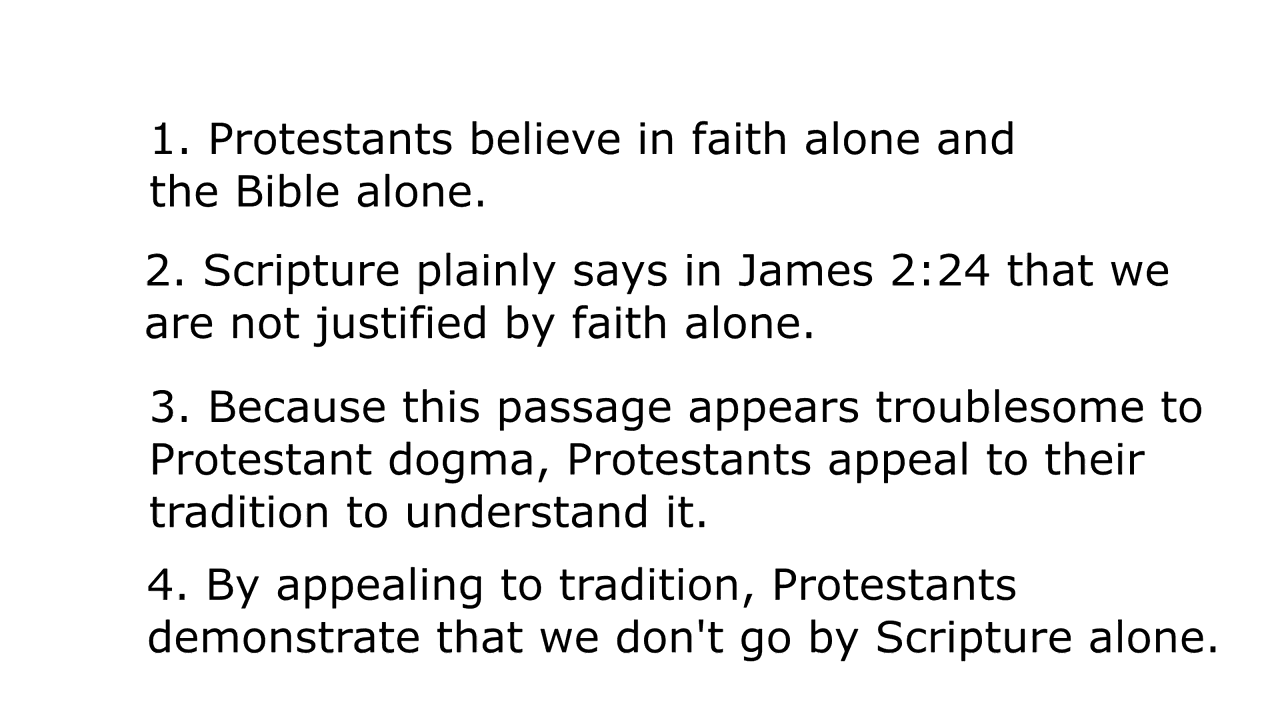 1. Protestants believe in faith alone and
the Bible alone.
2. Scripture plainly says in James 2:24 that we
are not justified by faith alone.
3. Because this passage appears troublesome to
Protestant dogma, Protestants appeal to their
tradition to understand it.
4. By appealing to tradition, Protestants
demonstrate that we don't go by Scripture alone.